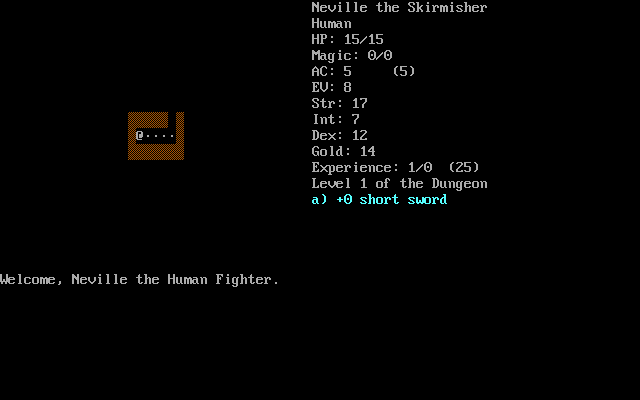 Neville the Skirmisher
Human
HP: 15/15
Magic: 0/0
AC: 5     (5)
EV: 8
Str: 17
@····
Int: 7
Dex: 12
Gold: 14
Experience: 1/0  (25)
Level 1 of the Dungeon
a) +0 short sword
Welcome, Neville the Human Fighter.